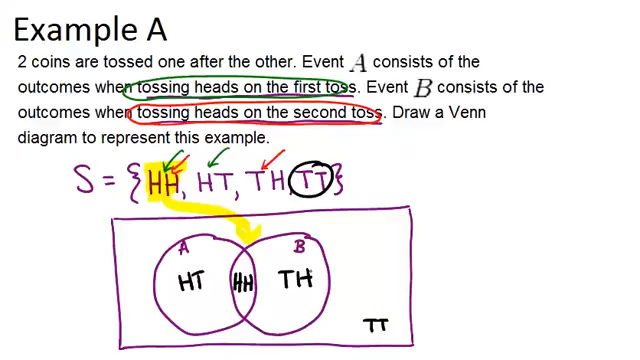 Example A
2 coins are tossed one after the other. Event A consists of the
outcomes when tossing heads on the first toss. Event B consists of the
outcomes when tossing heads on the second toss. Draw a Venn
diagram to represent this example.
S = { HH, HT, TH, TT }
A B
HT HH TH
TT